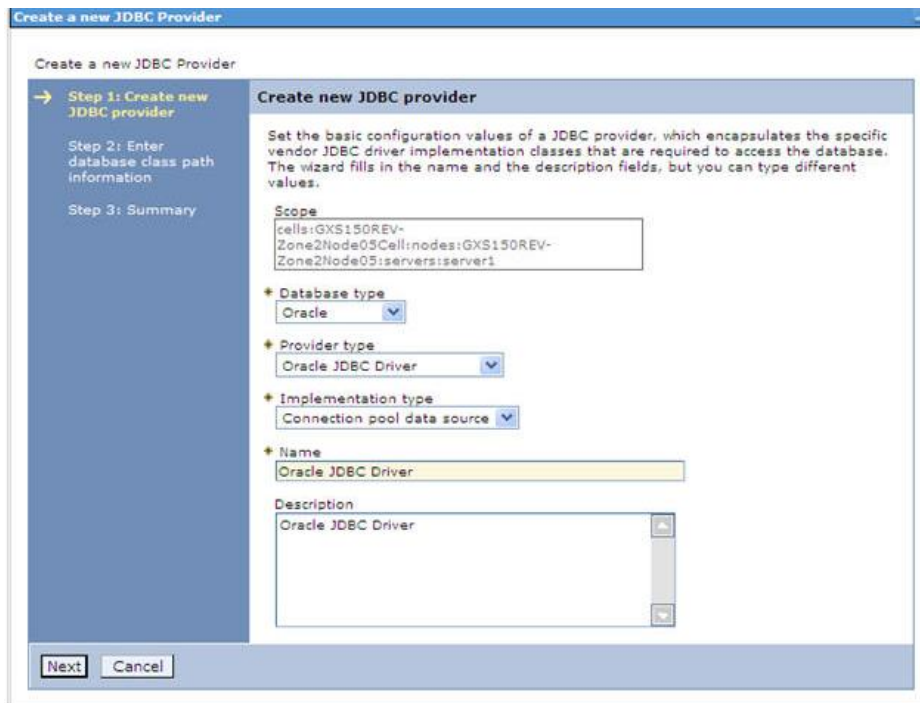 Create a new JDBC Provider
Create a new JDBC Provider
Step 1: Create new
JDBC provider
Step 2: Enter
database class path
information
Step 3: Summary
Create new JDBC provider
Set the basic configuration values of a JDBC provider, which encapsulates the specific
vendor JDBC driver implementation classes that are required to access the database.
The wizard fills in the name and the description fields, but you can type different
values.
Scope
cells:GXS150REV-
Zone2Node05Cell:nodes:GXS150REV-
Zone2Node05:servers:server1
Database type
Oracle
Provider type
Oracle JDBC Driver
Implementation type
Connection pool data source
Name
Oracle JDBC Driver
Description
Oracle JDBC Driver
Next
Cancel